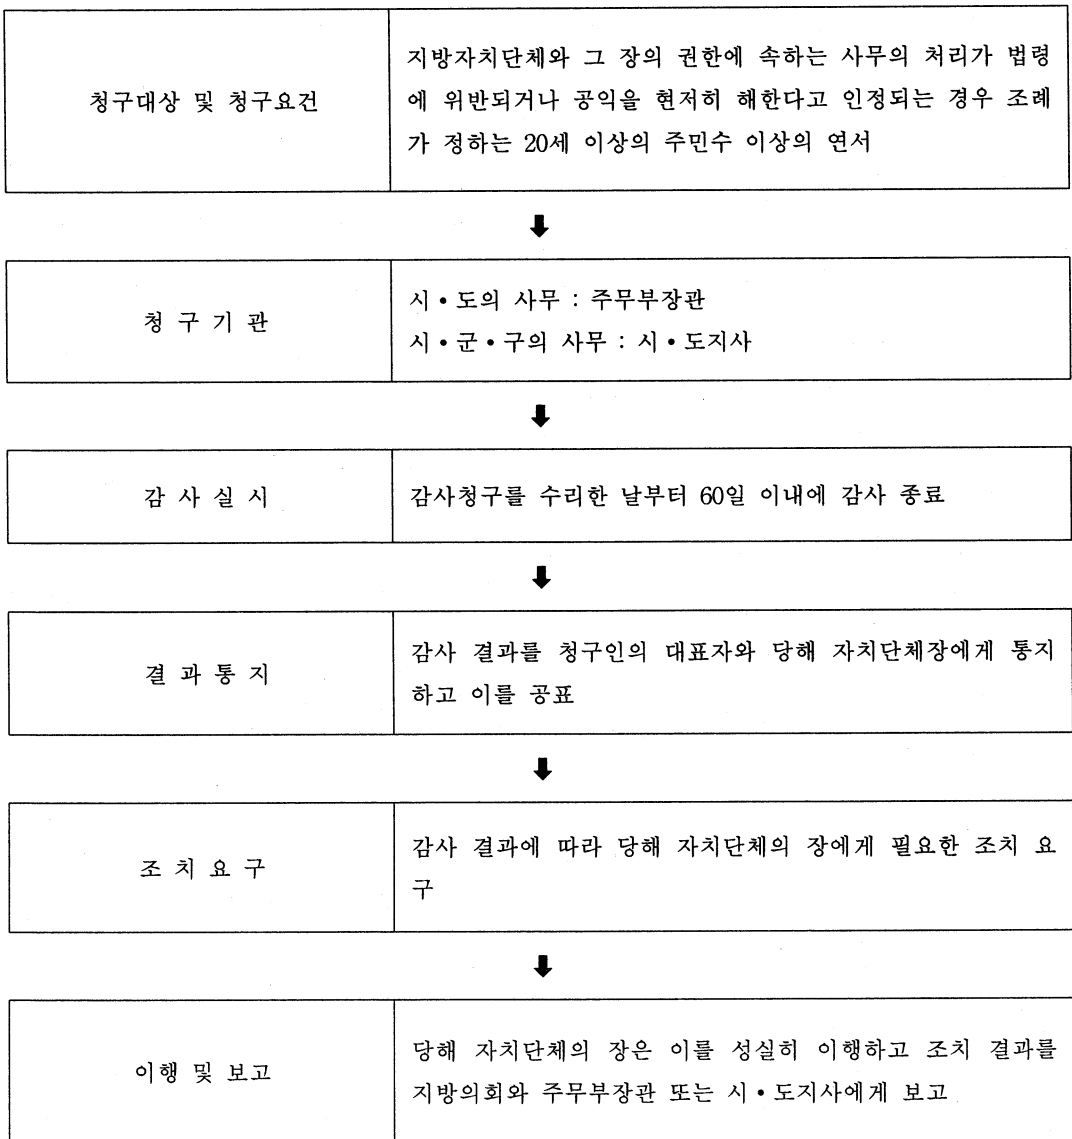 청구대상 및 청구요건
지방자치단체와 그 장의 권한에 속하는 사무의 처리가 법령
에 위반되거나 공익을 현저히 해한다고 인정되는 경우 조례
가 정하는 20세 이상의 주민수 이상의 연서
청 구 기 관
시·도의 사무 : 주무부장관
시·군·구의 사무 : 시·도지사
감 사 실 시
감사청구를 수리한 날부터 60일 이내에 감사 종료
결 과 통 지
감사 결과를 청구인의 대표자와 당해 자치단체장에게 통지
하고 이를 공표
조 치 요 구
감사 결과에 따라 당해 자치단체의 장에게 필요한 조치 요
구
이행 및 보고
당해 자치단체의 장은 이를 성실히 이행하고 조치 결과를
지방의회와 주무부장관 또는 시·도지사에게 보고